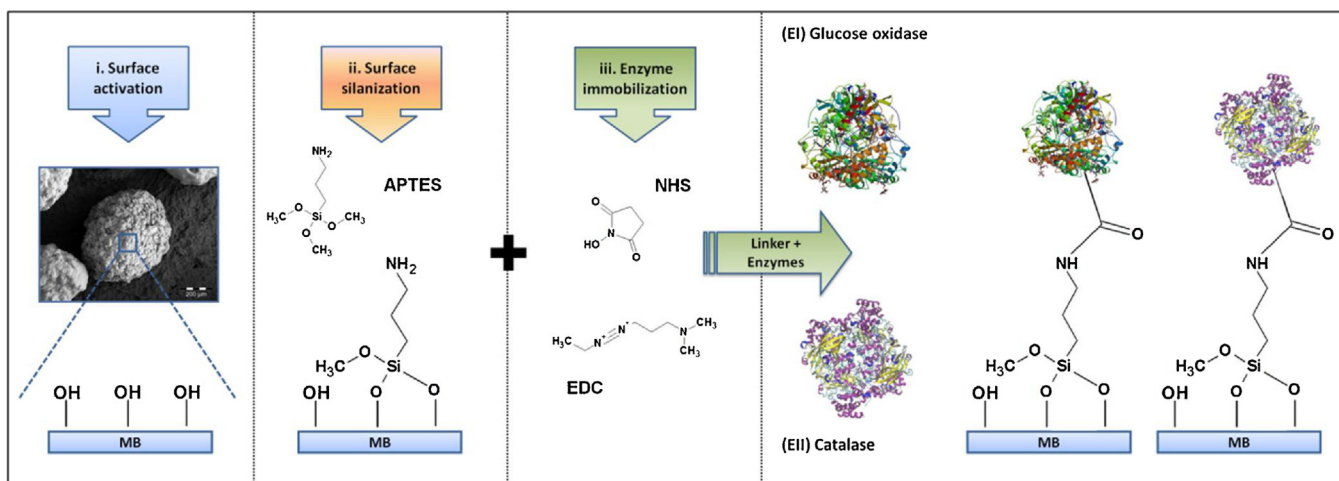 i. Surface
activation
200 µm
OH OH OH
MB
ii. Surface
silanization
NH2
APTES
Si
O
CH3
O
CH3
O
H3C
NH2
H3C
O
Si
OH
O
O
MB
iii. Enzyme
immobilization
NHS
O
N
HO
O
H3C
N+
N+
N
CH3
CH3
EDC
Linker +
Enzymes
(EI) Glucose oxidase
(EII) Catalase
O
NH
H3C
O
Si
OH
O
O
MB
O
NH
H3C
O
Si
OH
O
O
MB